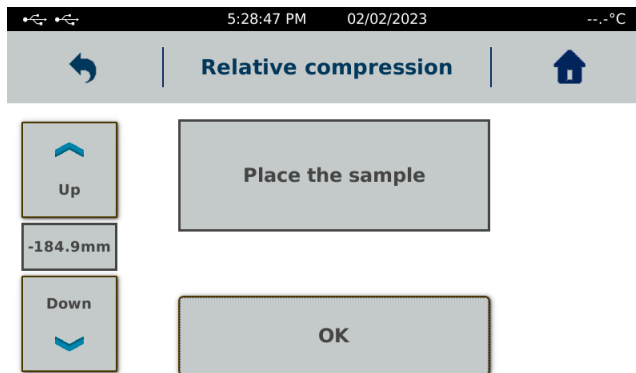 5:28:47 PM 02/02/2023 --.-°C
Relative compression
Up
Place the sample
-184.9mm
Down
OK